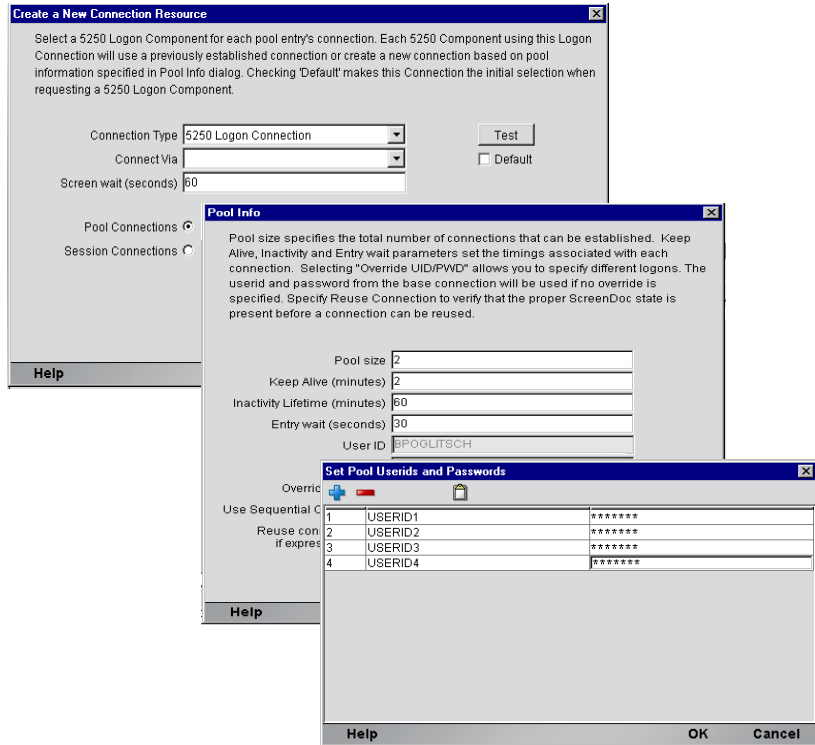 Create a New Connection Resource
Select a 5250 Logon Component for each pool entry's connection. Each 5250 Component using this Logon
Connection will use a previously established connection or create a new connection based on pool
information specified in Pool Info dialog. Checking 'Default' makes this Connection the initial selection when
requesting a 5250 Logon Component.
Connection Type 5250 Logon Connection Test
Connect Via Default
Screen wait (seconds) 60
Pool Connections
Session Connections
Help
Pool Info
Pool size specifies the total number of connections that can be established. Keep
Alive, Inactivity and Entry wait parameters set the timings associated with each
connection. Selecting "Override UID/PWD" allows you to specify different logons. The
userid and password from the base connection will be used if no override is
specified. Specify Reuse Connection to verify that the proper ScreenDoc state is
present before a connection can be reused.
Pool size 2
Keep Alive (minutes) 2
Inactivity Lifetime (minutes) 60
Entry wait (seconds) 30
User ID BPOGLITSCH
Overric
Use Sequential C
Reuse con
if expres
Help
Set Pool Userids and Passwords
1 USERID1 *******
2 USERID2 *******
3 USERID3 *******
4 USERID4 *******
Help OK Cancel